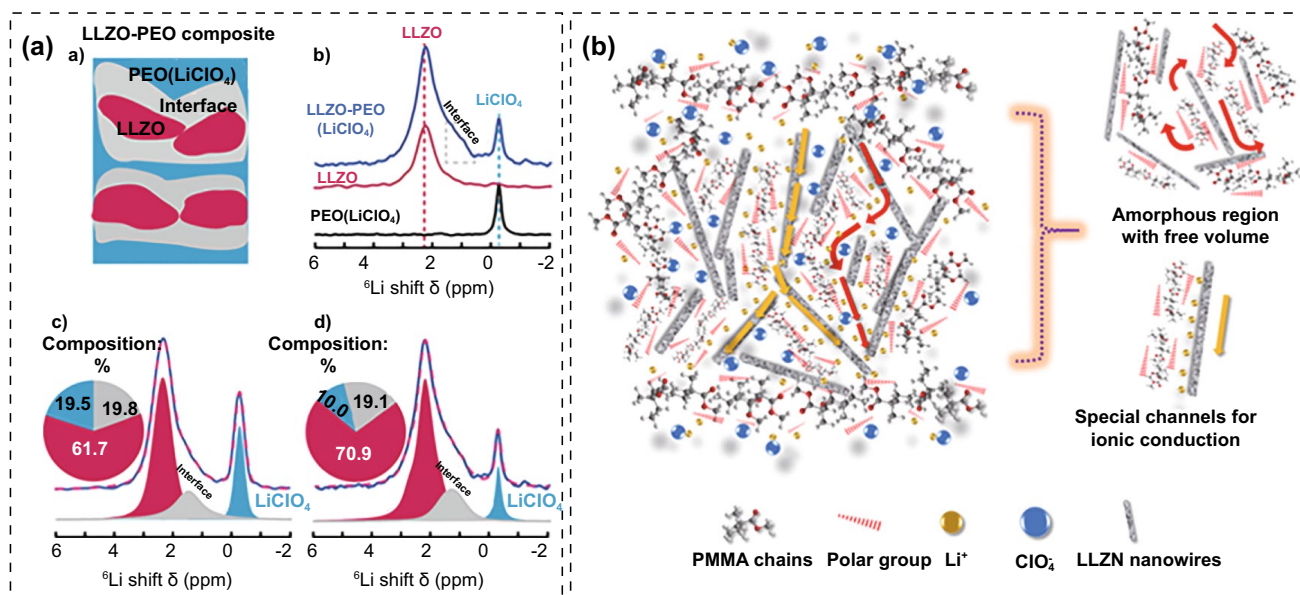 (a)
LLZO-PEO composite
a)
PEO(LiClO₄)
Interface
LLZO
b)
LLZO
LLZO-PEO
(LiClO₄)
Interface
LiClO₄
LLZO
PEO(LiClO₄)
6 4 2 0 -2
⁶Li shift δ (ppm)
c)
Composition:
%
19.5
19.8
61.7
Interface
LiClO₄
6 4 2 0 -2
⁶Li shift δ (ppm)
d)
Composition:
%
10.0
19.1
70.9
Interface
LiClO₄
6 4 2 0 -2
⁶Li shift δ (ppm)
(b)
Amorphous region
with free volume
Special channels for
ionic conduction
PMMA chains
Polar group
Li⁺
ClO₄⁻
LLZN nanowires